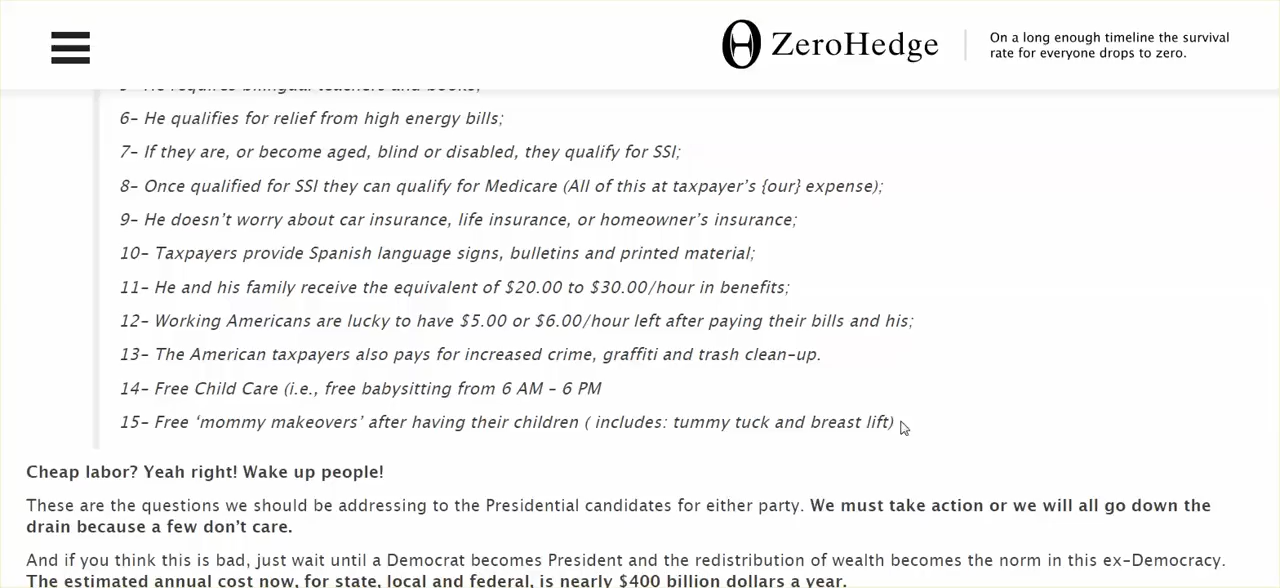 ZeroHedge
On a long enough timeline the survival
rate for everyone drops to zero.
5- He requires bilingual teachers and books;
6- He qualifies for relief from high energy bills;
7- If they are, or become aged, blind or disabled, they qualify for SSI;
8- Once qualified for SSI they can qualify for Medicare (All of this at taxpayer’s {our} expense);
9- He doesn’t worry about car insurance, life insurance, or homeowner’s insurance;
10- Taxpayers provide Spanish language signs, bulletins and printed material;
11- He and his family receive the equivalent of $20.00 to $30.00/hour in benefits;
12- Working Americans are lucky to have $5.00 or $6.00/hour left after paying their bills and his;
13- The American taxpayers also pays for increased crime, graffiti and trash clean-up.
14- Free Child Care (i.e., free babysitting from 6 AM – 6 PM
15- Free ‘mommy makeovers’ after having their children ( includes: tummy tuck and breast lift)
Cheap labor? Yeah right! Wake up people!
These are the questions we should be addressing to the Presidential candidates for either party. We must take action or we will all go down the
drain because a few don’t care.
And if you think this is bad, just wait until a Democrat becomes President and the redistribution of wealth becomes the norm in this ex-Democracy.
The estimated annual cost now, for state, local and federal, is nearly $400 billion dollars a year.